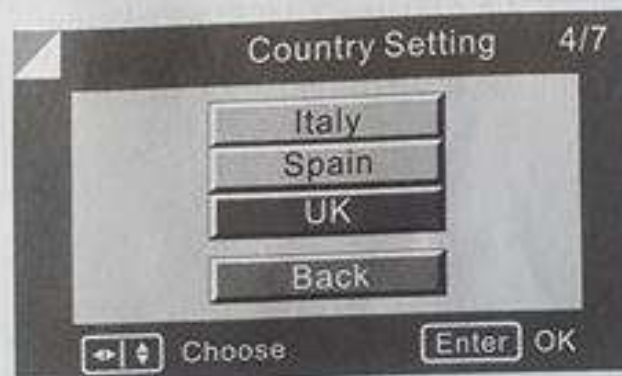 Country Setting 4/7
Italy
Spain
UK
Back
Choose Enter OK